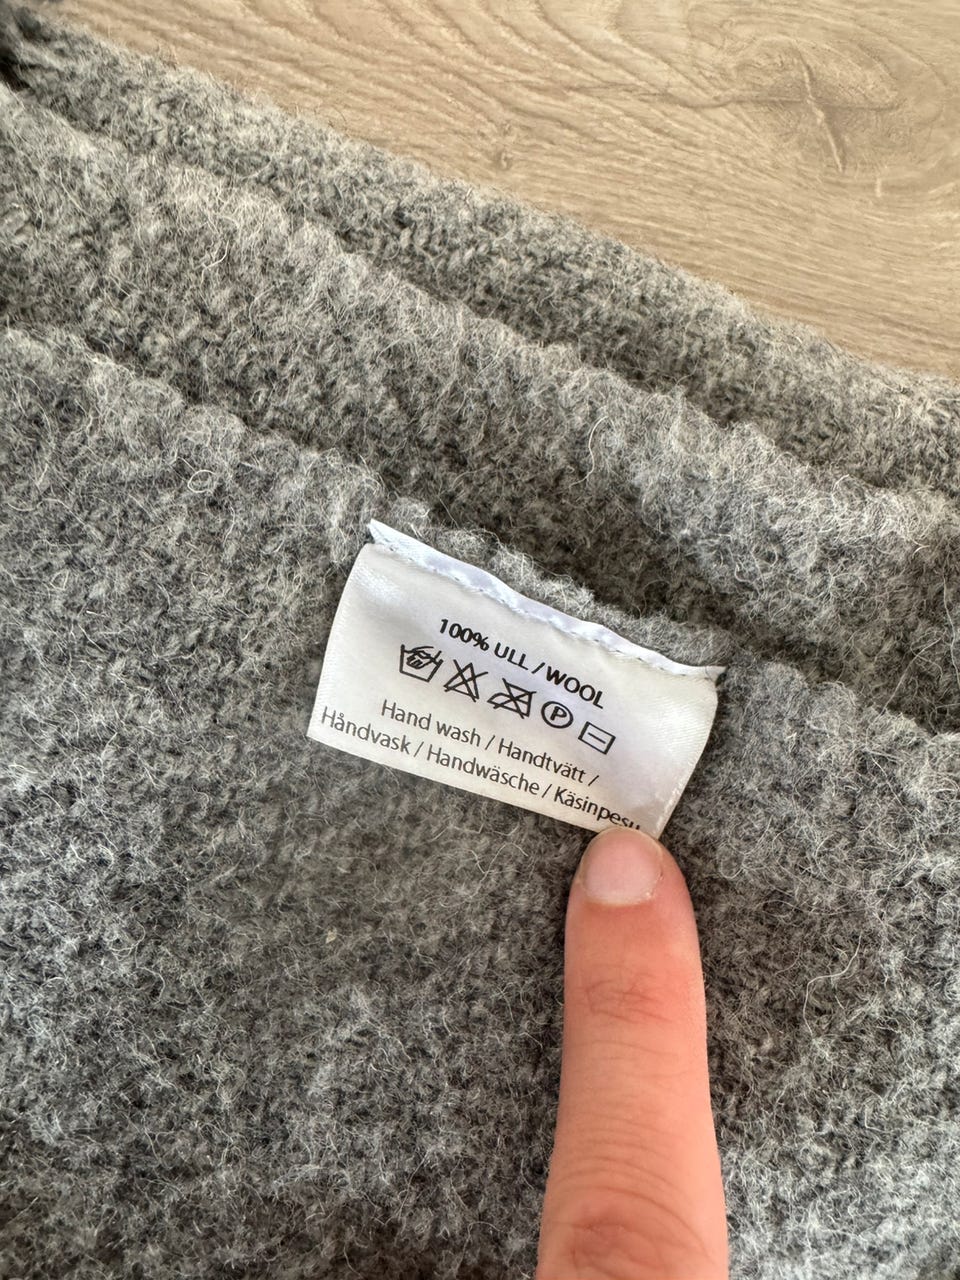 100% ULL / WOOL
P
Hand wash / Handtvätt /
Håndvask / Handwäsche / Käsinpesu